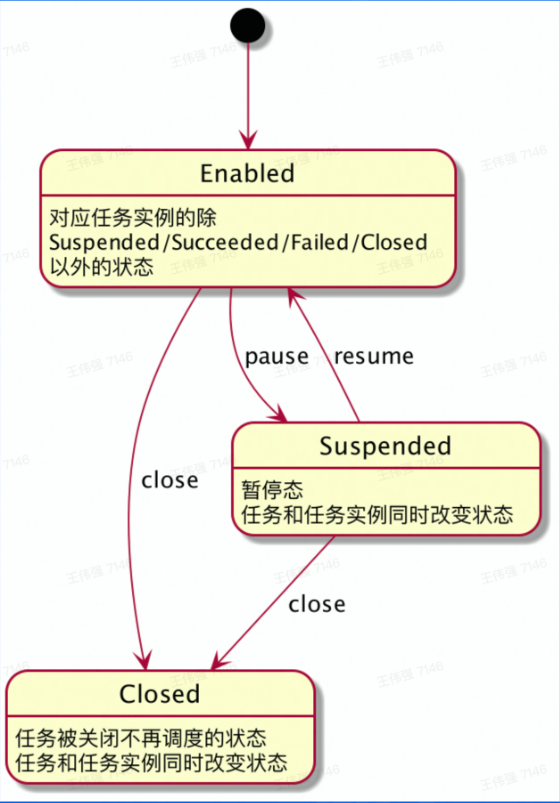 Enabled
对应任务实例的除
Suspended/Succeeded/Failed/Closed
以外的状态
pause
resume
Suspended
暂停态
任务和任务实例同时改变状态
close
close
Closed
任务被关闭不再调度的状态
任务和任务实例同时改变状态
王伟强 7146